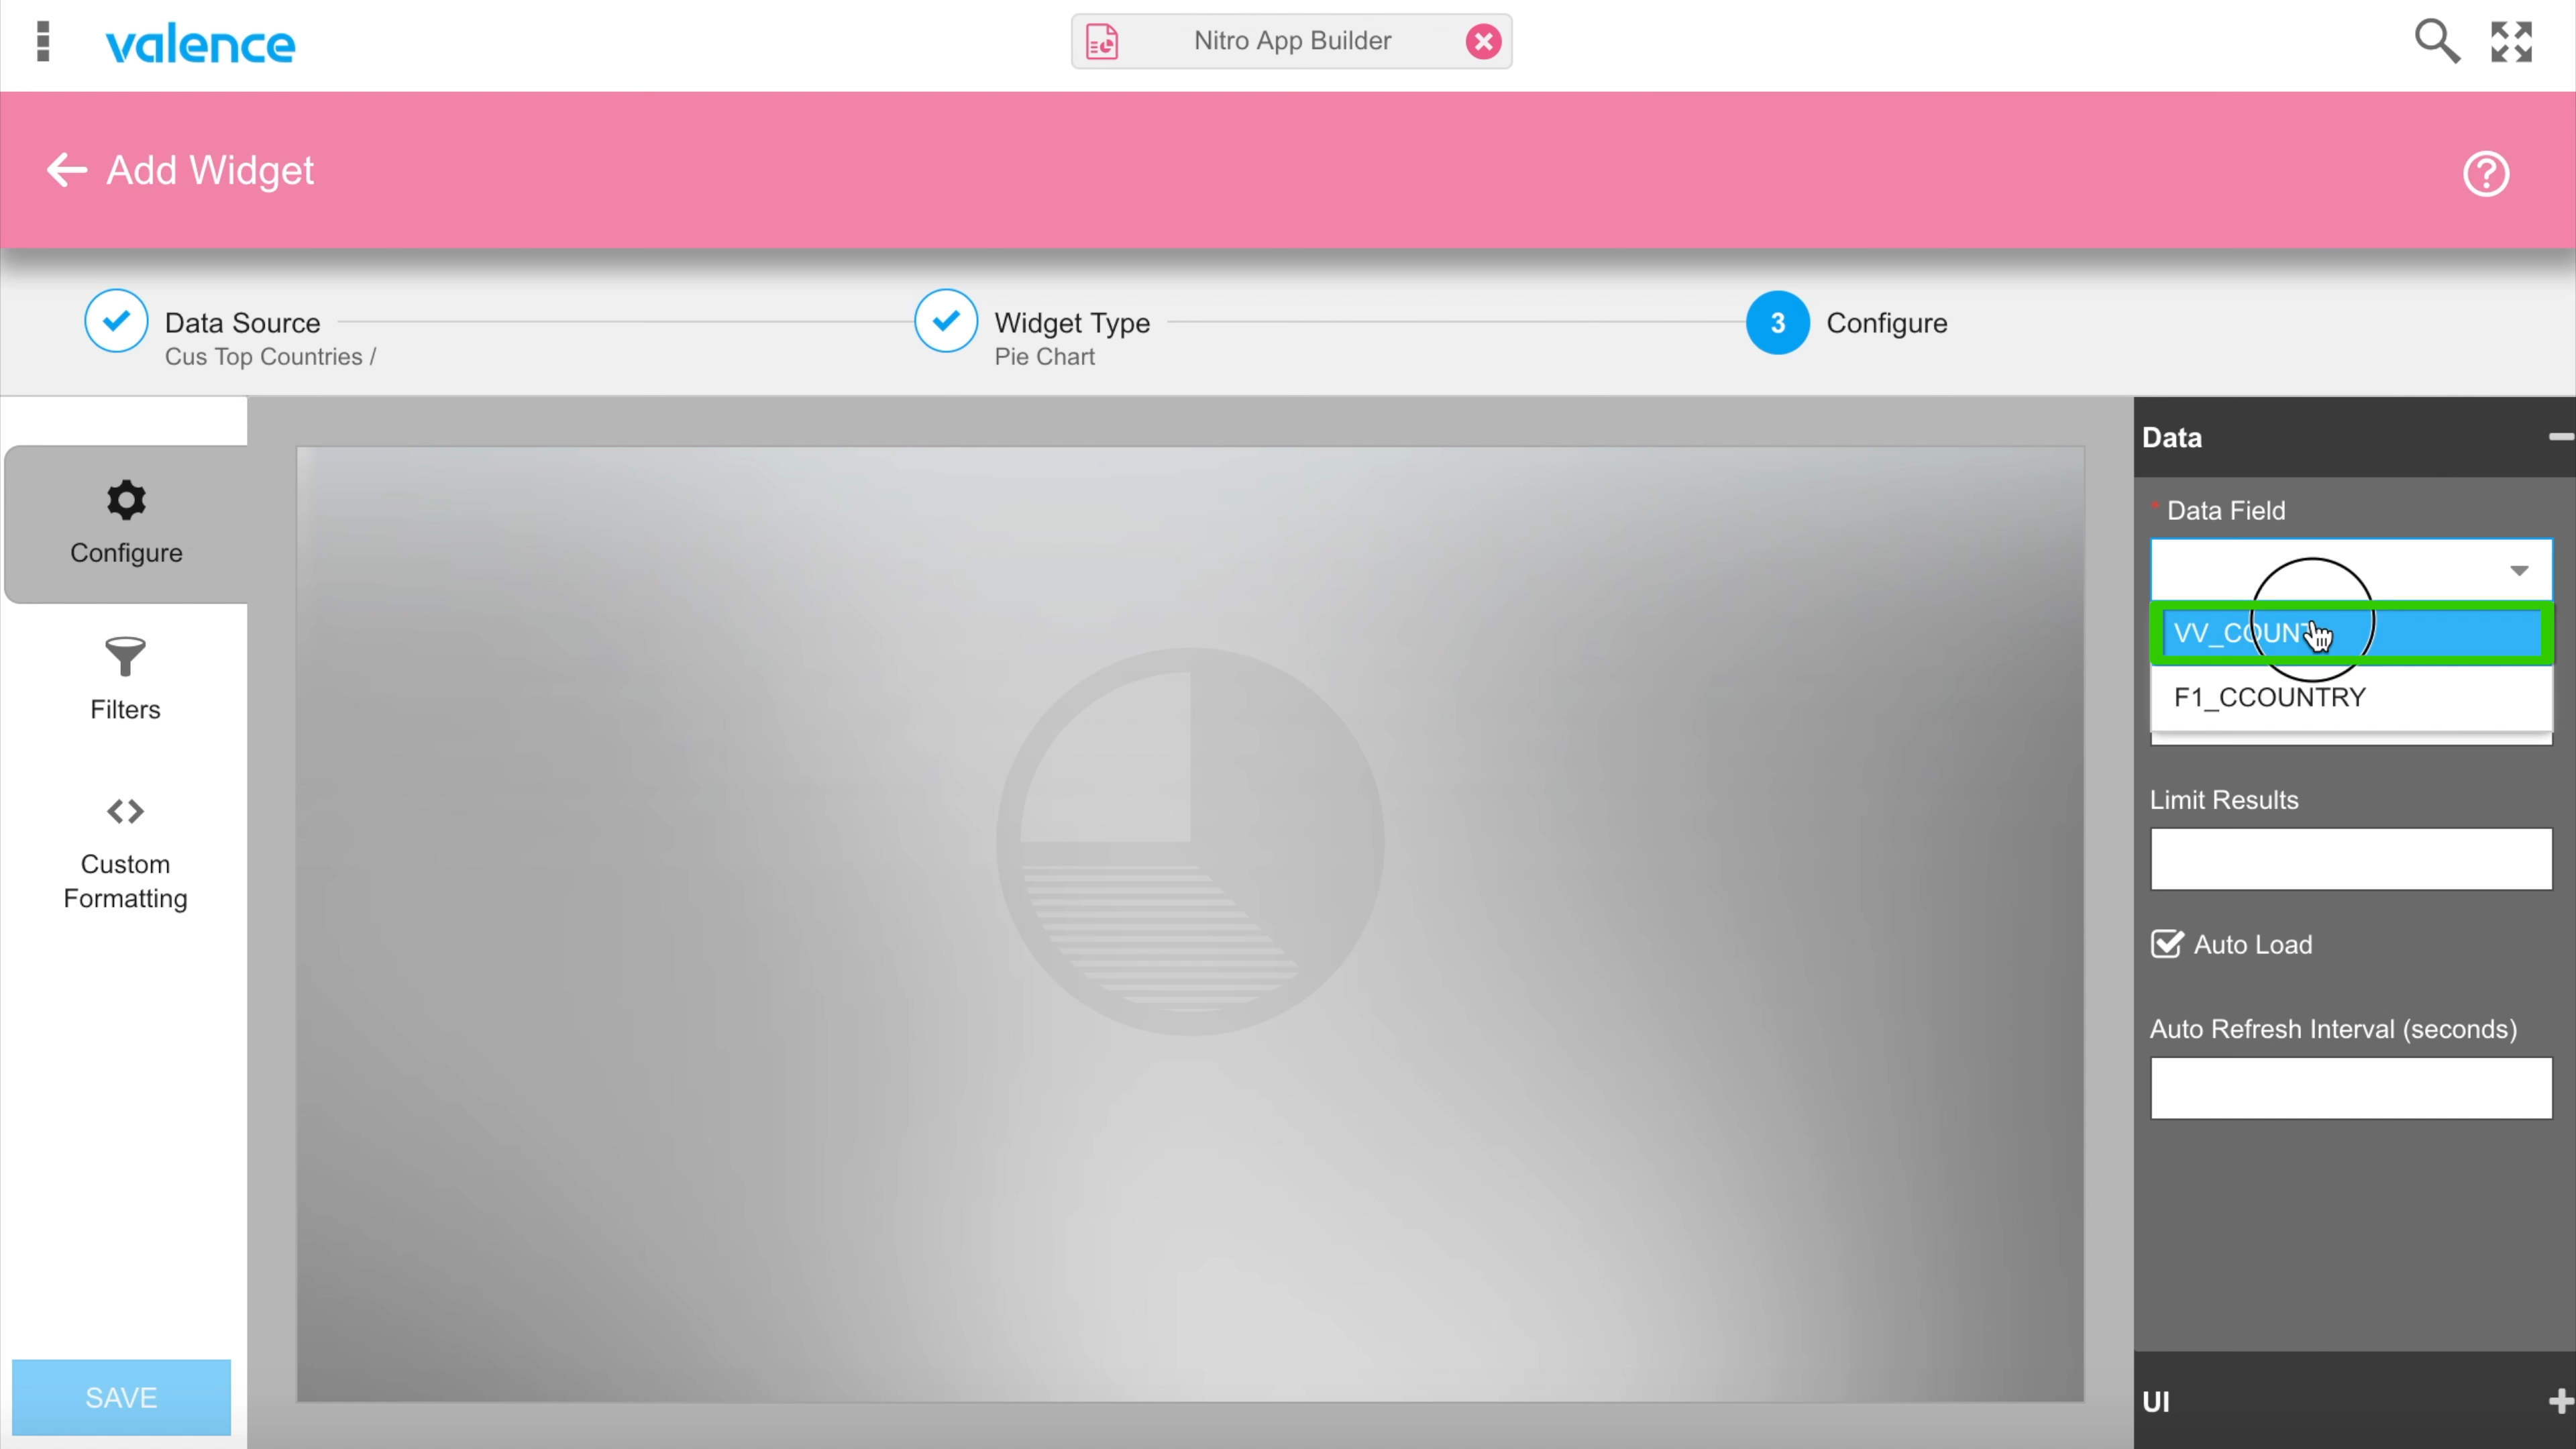 valence
Nitro App Builder
Add Widget
Data Source
Cus Top Countries /
Widget Type
Pie Chart
3
Configure
Configure
Filters
Custom
Formatting
SAVE
Data
* Data Field
VV_COUNT
F1_CCOUNTRY
Limit Results
Auto Load
Auto Refresh Interval (seconds)
UI